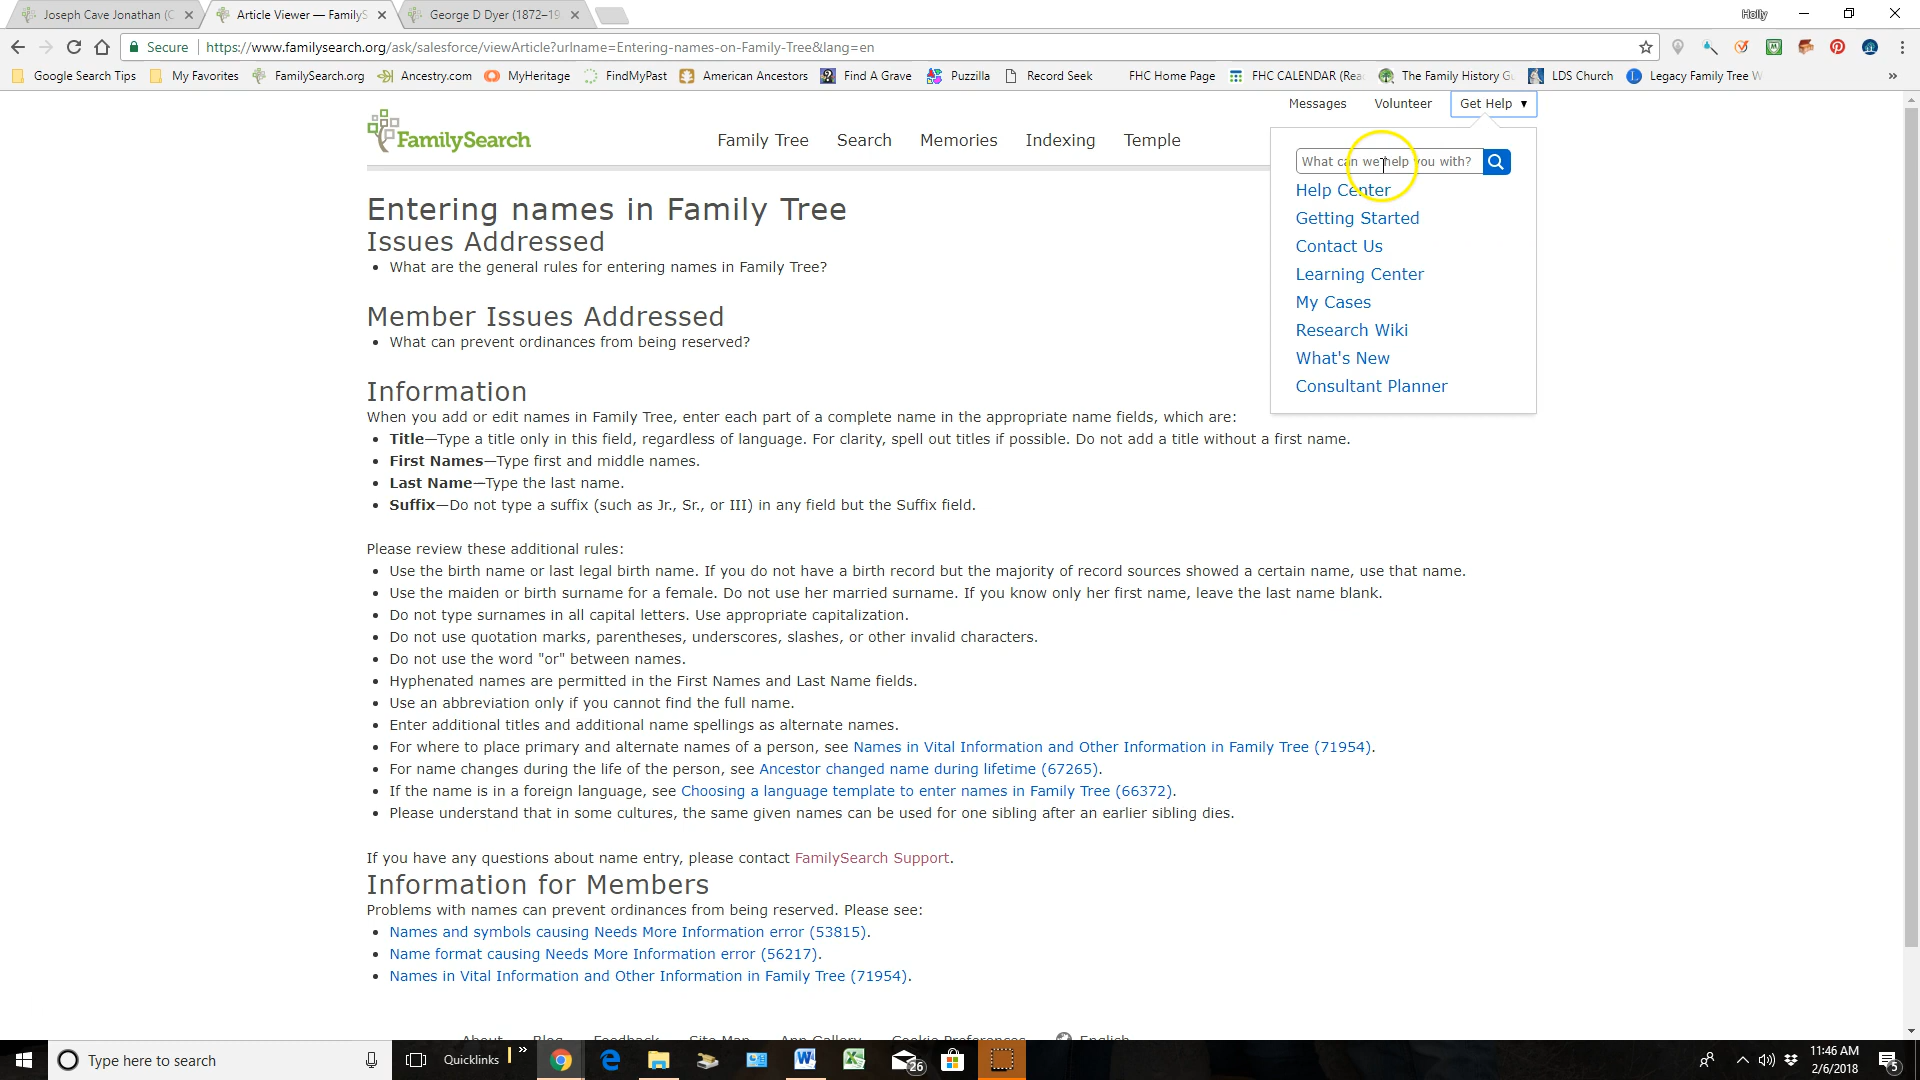 Joseph Cave Jonathan (C
Article Viewer — FamilyS
George D Dyer (1872–19
Holly
Secure
https://www.familysearch.org/ask/salesforce/viewArticle?urlname=Entering-names-on-Family-Tree&lang=en
Google Search Tips
My Favorites
FamilySearch.org
Ancestry.com
MyHeritage
FindMyPast
American Ancestors
Find A Grave
Puzzilla
Record Seek
FHC Home Page
FHC CALENDAR (Rea
The Family History Gu
LDS Church
Legacy Family Tree W
»
Messages
Volunteer
Get Help ▼
FamilySearch
Family Tree
Search
Memories
Indexing
Temple
What can we help you with?
Help Center
Getting Started
Contact Us
Learning Center
My Cases
Research Wiki
What's New
Consultant Planner
Entering names in Family Tree
Issues Addressed
• What are the general rules for entering names in Family Tree?
Member Issues Addressed
• What can prevent ordinances from being reserved?
Information
When you add or edit names in Family Tree, enter each part of a complete name in the appropriate name fields, which are:
• Title—Type a title only in this field, regardless of language. For clarity, spell out titles if possible. Do not add a title without a first name.
• First Names—Type first and middle names.
• Last Name—Type the last name.
• Suffix—Do not type a suffix (such as Jr., Sr., or III) in any field but the Suffix field.
Please review these additional rules:
• Use the birth name or last legal birth name. If you do not have a birth record but the majority of record sources showed a certain name, use that name.
• Use the maiden or birth surname for a female. Do not use her married surname. If you know only her first name, leave the last name blank.
• Do not type surnames in all capital letters. Use appropriate capitalization.
• Do not use quotation marks, parentheses, underscores, slashes, or other invalid characters.
• Do not use the word "or" between names.
• Hyphenated names are permitted in the First Names and Last Name fields.
• Use an abbreviation only if you cannot find the full name.
• Enter additional titles and additional name spellings as alternate names.
• For where to place primary and alternate names of a person, see Names in Vital Information and Other Information in Family Tree (71954).
• For name changes during the life of the person, see Ancestor changed name during lifetime (67265).
• If the name is in a foreign language, see Choosing a language template to enter names in Family Tree (66372).
• Please understand that in some cultures, the same given names can be used for one sibling after an earlier sibling dies.
If you have any questions about name entry, please contact FamilySearch Support.
Information for Members
Problems with names can prevent ordinances from being reserved. Please see:
• Names and symbols causing Needs More Information error (53815).
• Name format causing Needs More Information error (56217).
• Names in Vital Information and Other Information in Family Tree (71954).
About
Blog
Feedback
Site Map
App Gallery
Cookie Preferences
English
Type here to search
Quicklinks
»
26
11:46 AM
2/6/2018
5